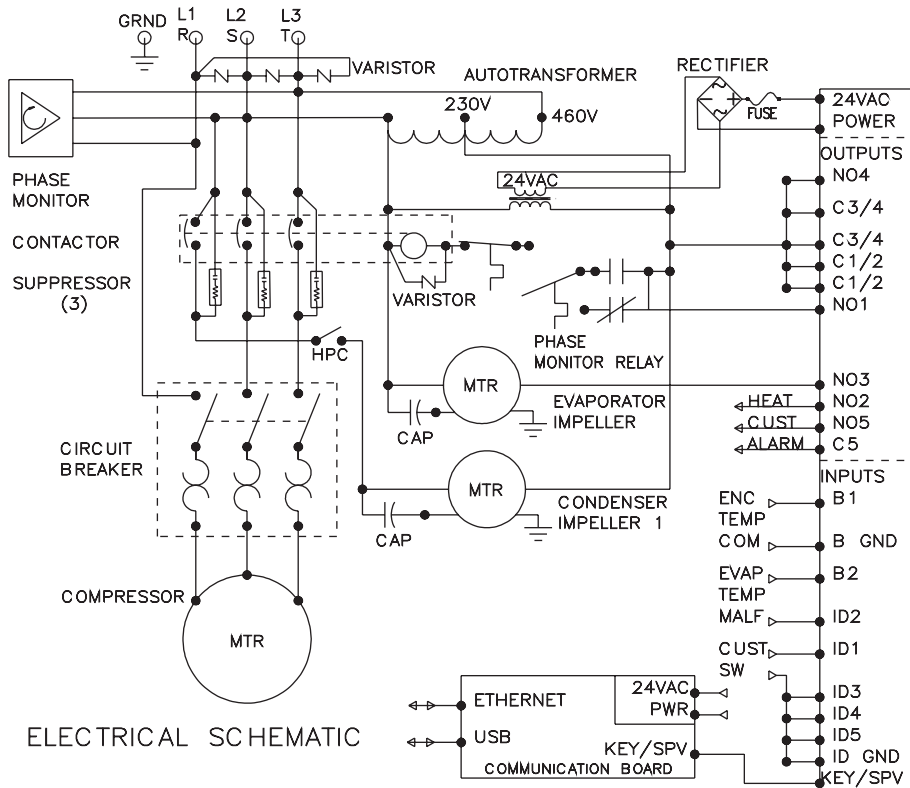 GRND
L1
R
L2
S
L3
T
VARISTOR
AUTOTRANSFORMER
230V
460V
RECTIFIER
FUSE
24VAC
POWER
PHASE
MONITOR
24VAC
OUTPUTS
NO4
C3/4
C3/4
C1/2
C1/2
NO1
CONTACTOR
SUPPRESSOR
(3)
VARISTOR
HPC
PHASE
MONITOR RELAY
MTR
CAP
EVAPORATOR
IMPELLER
NO3
HEAT
NO2
CUST
NO5
ALARM
C5
CIRCUIT
BREAKER
MTR
CAP
CONDENSER
IMPELLER 1
INPUTS
ENC
TEMP
B1
COM
B GND
EVAP
TEMP
B2
MALF
ID2
CUST
SW
ID1
ID3
ID4
ID5
ID GND
KEY/SPV
COMPRESSOR
MTR
ELECTRICAL SCHEMATIC
ETHERNET
USB
24VAC
PWR
KEY/SPV
COMMUNICATION BOARD